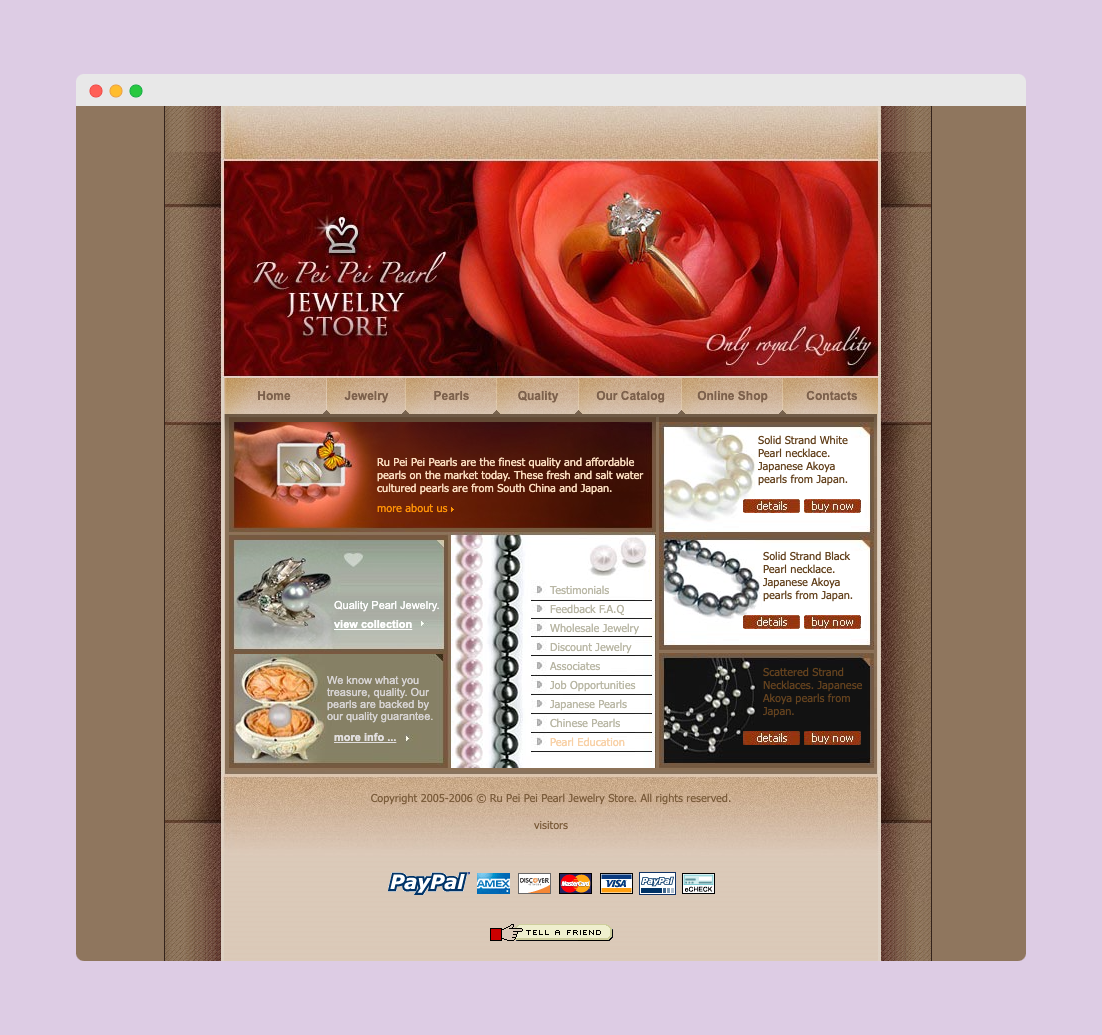 Ru Pei Pei Pearl
JEWELRY
STORE
Only royal Quality
Home Jewelry Pearls Quality Our Catalog Online Shop Contacts
Ru Pei Pei Pearls are the finest quality and affordable
pearls on the market today. These fresh and salt water
cultured pearls are from South China and Japan.
more about us
Quality Pearl Jewelry.
view collection
We know what you
treasure, quality. Our
pearls are backed by
our quality guarantee.
more info ...
Testimonials
Feedback F.A.Q
Wholesale Jewelry
Discount Jewelry
Associates
Job Opportunities
Japanese Pearls
Chinese Pearls
Pearl Education
Solid Strand White
Pearl necklace.
Japanese Akoya
pearls from Japan.
details buy now
Solid Strand Black
Pearl necklace.
Japanese Akoya
pearls from Japan.
details buy now
Scattered Strand
Necklaces. Japanese
Akoya pearls from
Japan.
details buy now
Copyright 2005-2006 © Ru Pei Pei Pearl Jewelry Store. All rights reserved.
visitors
PayPal AMEX DISCOVER MasterCard VISA PayPal eCHECK
TELL A FRIEND